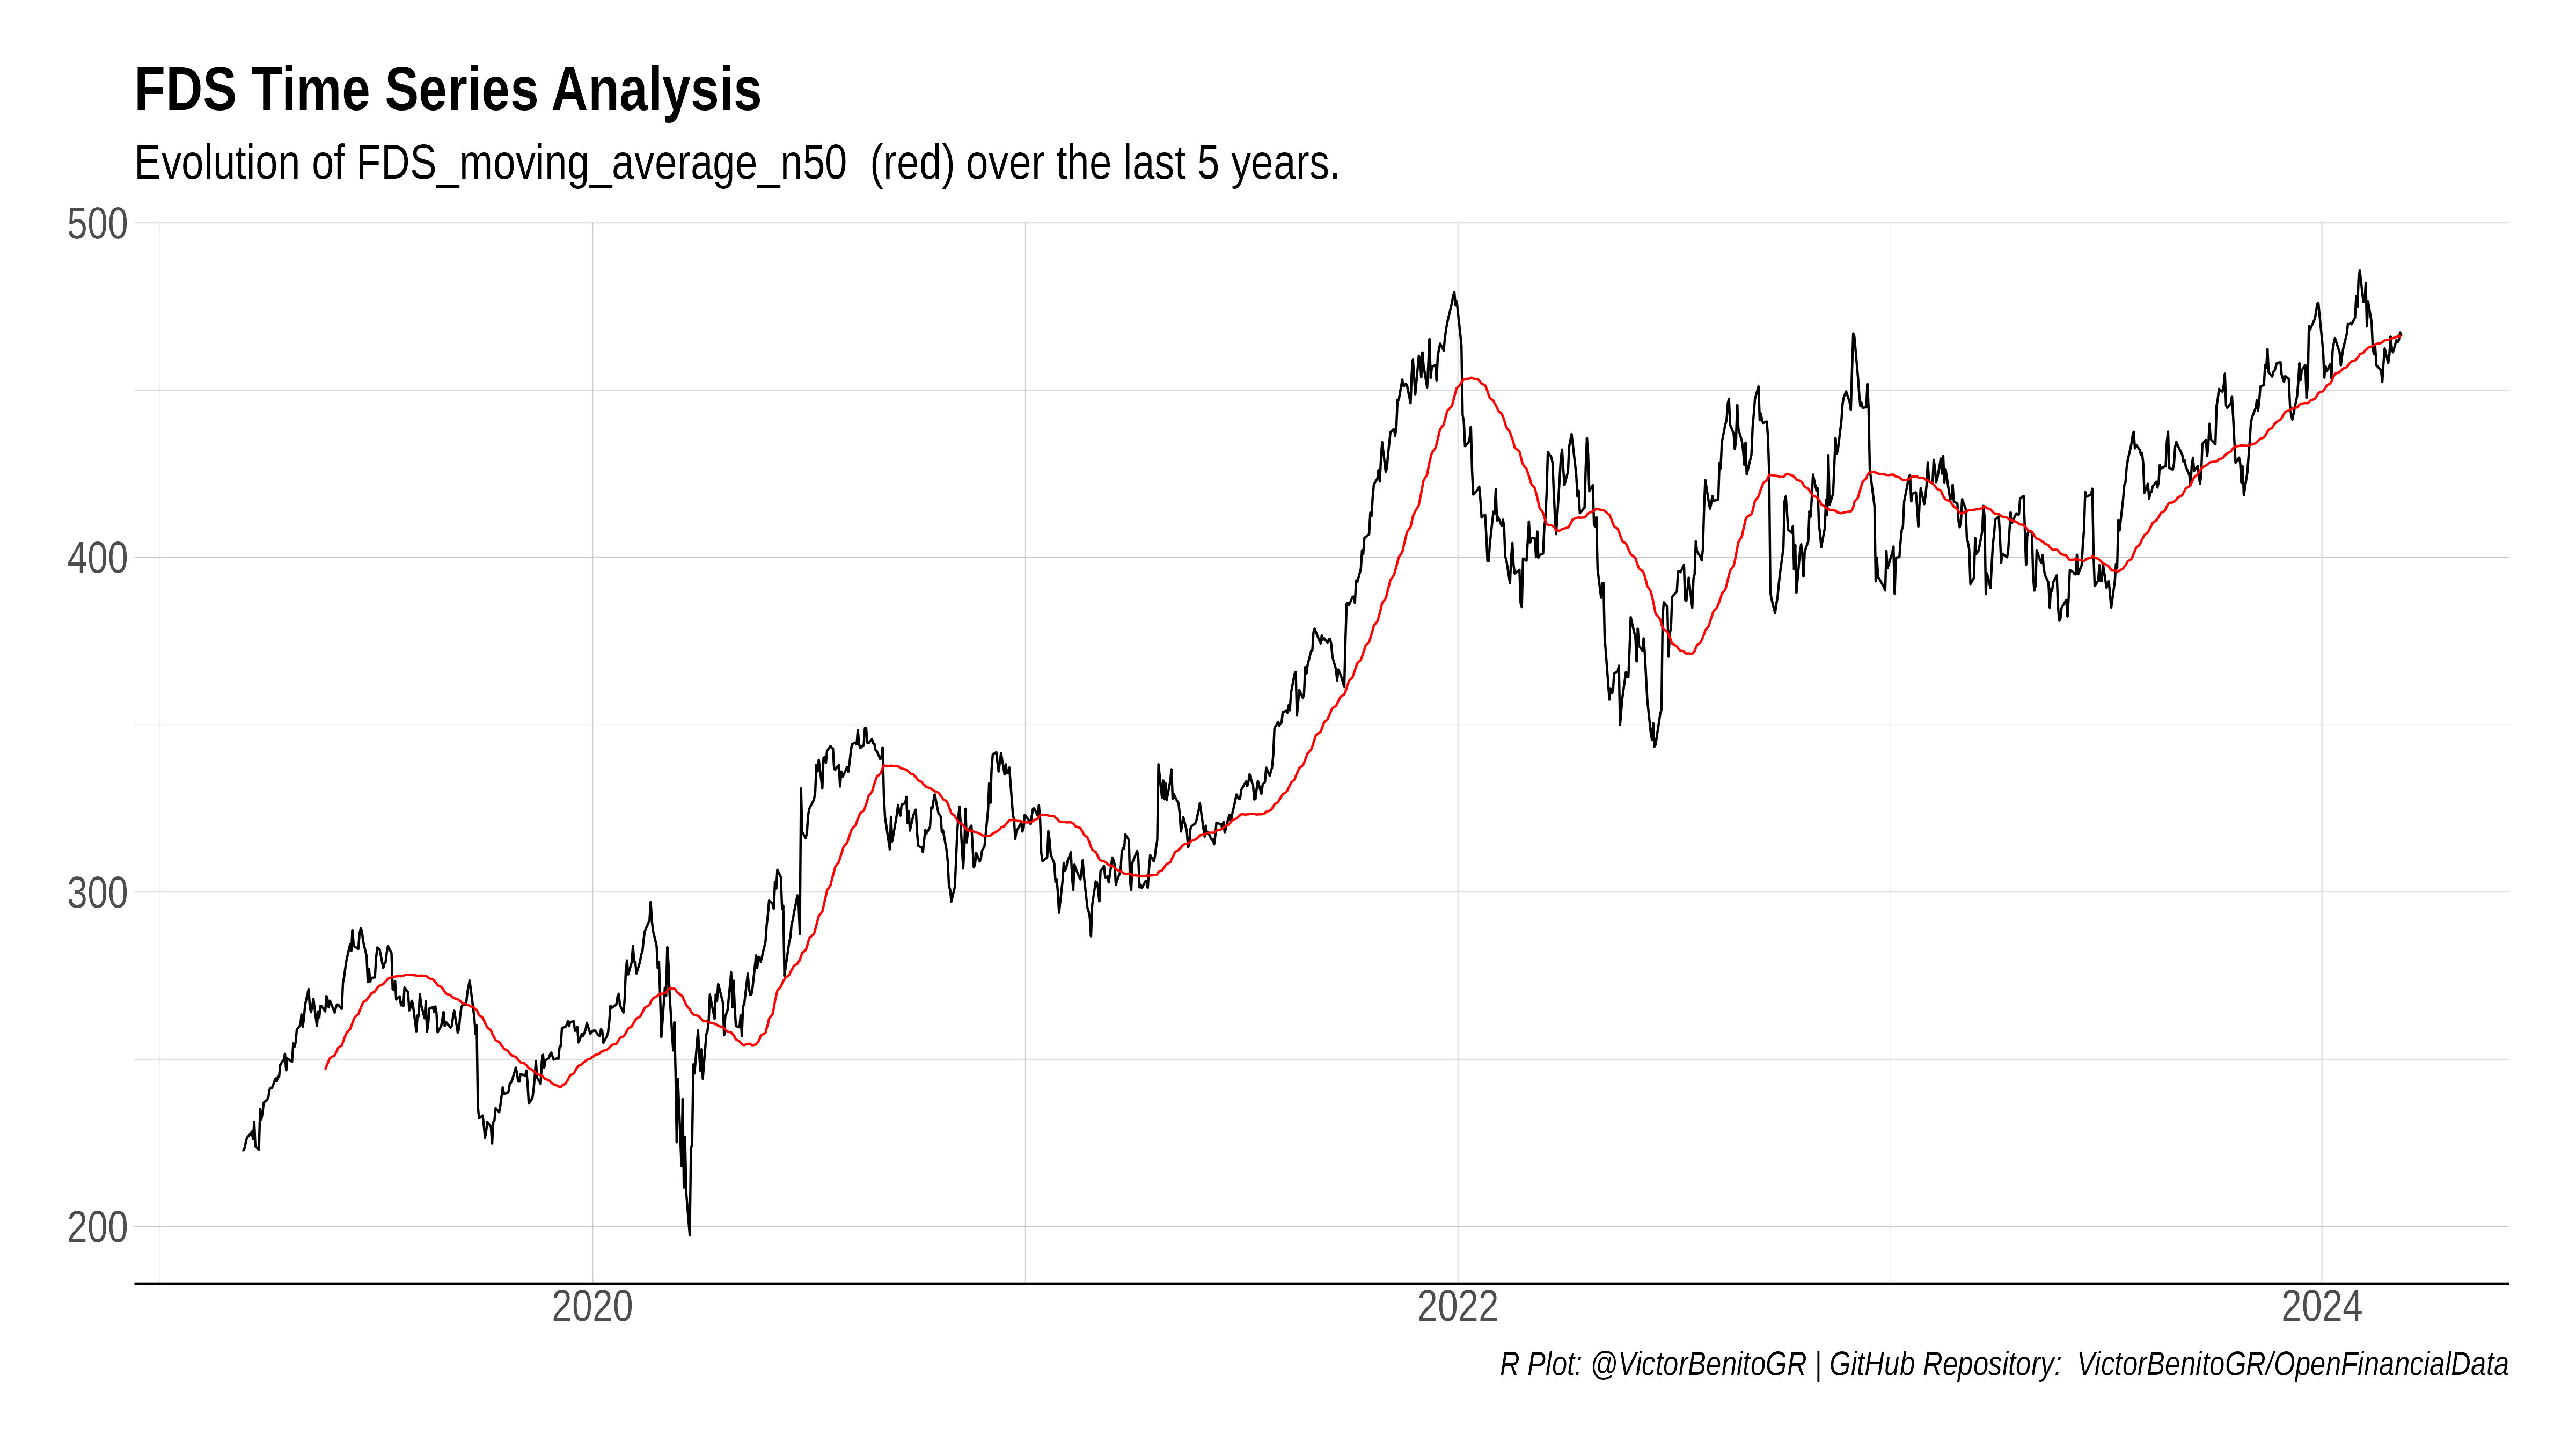 FDS Time Series Analysis
Evolution of FDS_moving_average_n50  (red) over the last 5 years.
500
400
300
200
2020 2022 2024
R Plot: @VictorBenitoGR | GitHub Repository:  VictorBenitoGR/OpenFinancialData